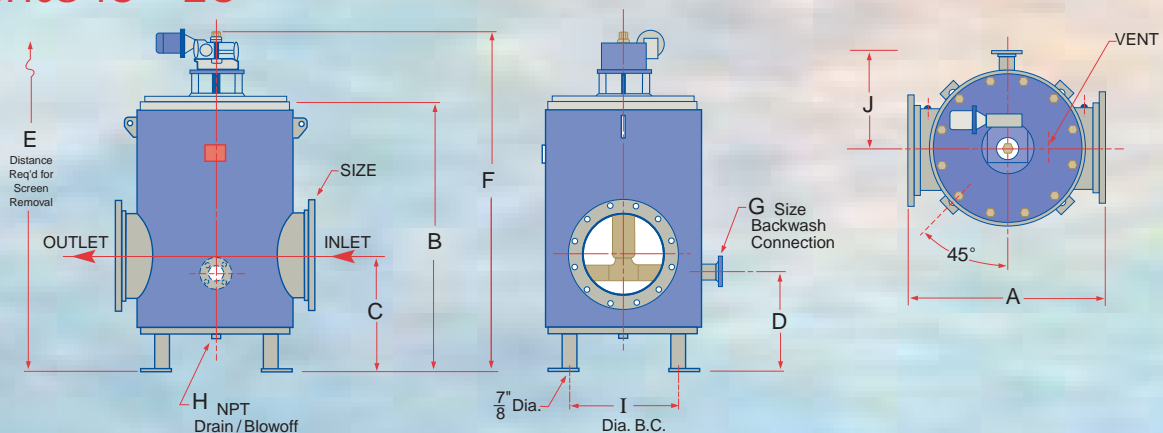 E
Distance
Req'd for
Screen
Removal
OUTLET
INLET
SIZE
F
B
C
H NPT
Drain / Blowoff
G Size
Backwash
Connection
D
7/8" Dia.
I
Dia. B.C.
VENT
J
45°
A